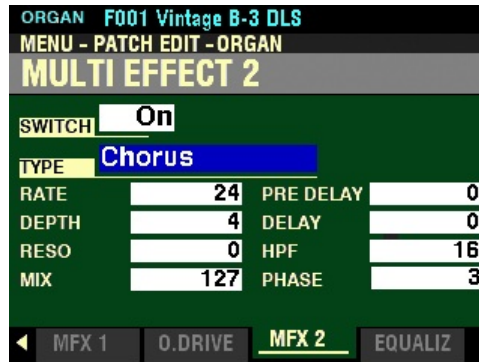 ORGAN F001 Vintage B-3 DLS
MENU - PATCH EDIT - ORGAN
MULTI EFFECT 2
SWITCH On
TYPE Chorus
RATE 24 PRE DELAY 0
DEPTH 4 DELAY 0
RESO 0 HPF 16
MIX 127 PHASE 3
MFX 1 O.DRIVE MFX 2 EQUALIZ